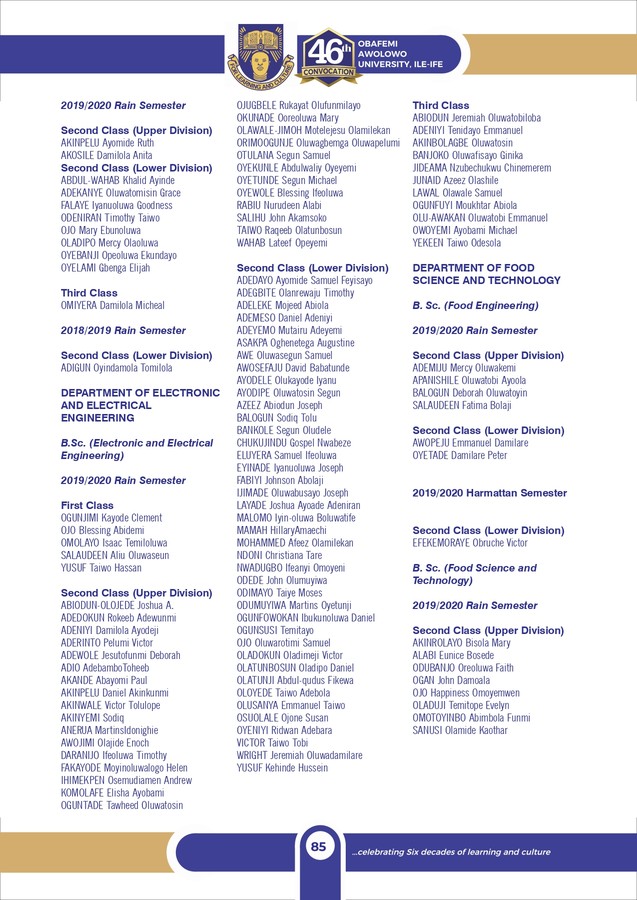 FOR LEARNING AND CULTURE
46th
CONVOCATION
OBAFEMI
AWOLOWO
UNIVERSITY, ILE-IFE
2019/2020 Rain Semester
Second Class (Upper Division)
AKINPELU Ayomide Ruth
AKOSILE Damilola Anita
Second Class (Lower Division)
ABDUL-WAHAB Khalid Ayinde
ADEKANYE Oluwatomisin Grace
FALAYE Iyanuoluwa Goodness
ODENIRAN Timothy Taiwo
OJO Mary Ebunoluwa
OLADIPO Mercy Olaoluwa
OYEBANJI Opeoluwa Ekundayo
OYELAMI Gbenga Elijah
Third Class
OMIYERA Damilola Micheal
2018/2019 Rain Semester
Second Class (Lower Division)
ADIGUN Oyindamola Tomilola
DEPARTMENT OF ELECTRONIC
AND ELECTRICAL
ENGINEERING
B.Sc. (Electronic and Electrical
Engineering)
2019/2020 Rain Semester
First Class
OGUNJIMI Kayode Clement
OJO Blessing Abidemi
OMOLAYO Isaac Temiloluwa
SALAUDEEN Aliu Oluwaseun
YUSUF Taiwo Hassan
Second Class (Upper Division)
ABIODUN-OLOJEDE Joshua A.
ADEDOKUN Rokeeb Adewunmi
ADENIYI Damilola Ayodeji
ADERINTO Pelumi Victor
ADEWOLE Jesutofunmi Deborah
ADIO AdebamboToheeb
AKANDE Abayomi Paul
AKINPELU Daniel Akinkunmi
AKINWALE Victor Tolulope
AKINYEMI Sodiq
ANERUA MartinsIdonighie
AWOJIMI Olajide Enoch
DARANIJO Ifeoluwa Timothy
FAKAYODE Moyinoluwalogo Helen
IHIMEKPEN Osemudiamen Andrew
KOMOLAFE Elisha Ayobami
OGUNTADE Tawheed Oluwatosin
OJUGBELE Rukayat Olufunmilayo
OKUNADE Ooreoluwa Mary
OLAWALE-JIMOH Motelejesu Olamilekan
ORIMOOGUNJE Oluwagbemga Oluwapelumi
OTULANA Segun Samuel
OYEKUNLE Abdulwaliy Oyeyemi
OYETUNDE Segun Michael
OYEWOLE Blessing Ifeoluwa
RABIU Nurudeen Alabi
SALIHU John Akamsoko
TAIWO Raqeeb Olatunbosun
WAHAB Lateef Opeyemi
Second Class (Lower Division)
ADEDAYO Ayomide Samuel Feyisayo
ADEGBITE Olanrewaju Timothy
ADELEKE Mojeed Abiola
ADEMESO Daniel Adeniyi
ADEYEMO Mutairu Adeyemi
ASAKPA Oghenetega Augustine
AWE Oluwasegun Samuel
AWOSEFAJU David Babatunde
AYODELE Olukayode Iyanu
AYODIPE Oluwatosin Segun
AZEEZ Abiodun Joseph
BALOGUN Sodiq Tolu
BANKOLE Segun Oludele
CHUKUJINDU Gospel Nwabeze
ELUYERA Samuel Ifeoluwa
EYINADE Iyanuoluwa Joseph
FABIYI Johnson Abolaji
IJIMADE Oluwabusayo Joseph
LAYADE Joshua Ayoade Adeniran
MALOMO Iyin-oluwa Boluwatife
MAMAH HillaryAmaechi
MOHAMMED Afeez Olamilekan
NDONI Christiana Tare
NWADUGBO Ifeanyi Omoyeni
ODEDE John Olumuyiwa
ODIMAYO Taiye Moses
ODUMUYIWA Martins Oyetunji
OGUNFOWOKAN Ibukunoluwa Daniel
OGUNSUSI Temitayo
OJO Oluwarotimi Samuel
OLADOKUN Oladimeji Victor
OLATUNBOSUN Oladipo Daniel
OLATUNJI Abdul-qudus Fikewa
OLOYEDE Taiwo Adebola
OLUSANYA Emmanuel Taiwo
OSUOLALE Ojone Susan
OYENIYI Ridwan Adebara
VICTOR Taiwo Tobi
WRIGHT Jeremiah Oluwadamilare
YUSUF Kehinde Hussein
Third Class
ABIODUN Jeremiah Oluwatobiloba
ADENIYI Tenidayo Emmanuel
AKINBOLAGBE Oluwatosin
BANJOKO Oluwafisayo Ginika
JIDEAMA Nzubechukwu Chinemerem
JUNAID Azeez Olashile
LAWAL Olawale Samuel
OGUNFUYI Moukhtar Abiola
OLU-AWAKAN Oluwatobi Emmanuel
OWOYEMI Ayobami Michael
YEKEEN Taiwo Odesola
DEPARTMENT OF FOOD
SCIENCE AND TECHNOLOGY
B. Sc. (Food Engineering)
2019/2020 Rain Semester
Second Class (Upper Division)
ADEMIJU Mercy Oluwakemi
APANISHILE Oluwatobi Ayoola
BALOGUN Deborah Oluwatoyin
SALAUDEEN Fatima Bolaji
Second Class (Lower Division)
AWOPEJU Emmanuel Damilare
OYETADE Damilare Peter
2019/2020 Harmattan Semester
Second Class (Lower Division)
EFEKEMORAYE Obruche Victor
B. Sc. (Food Science and
Technology)
2019/2020 Rain Semester
Second Class (Upper Division)
AKINROLAYO Bisola Mary
ALABI Eunice Bosede
ODUBANJO Oreoluwa Faith
OGAN John Damoala
OJO Happiness Omoyemwen
OLADUJI Temitope Evelyn
OMOTOYINBO Abimbola Funmi
SANUSI Olamide Kaothar
85
...celebrating Six decades of learning and culture